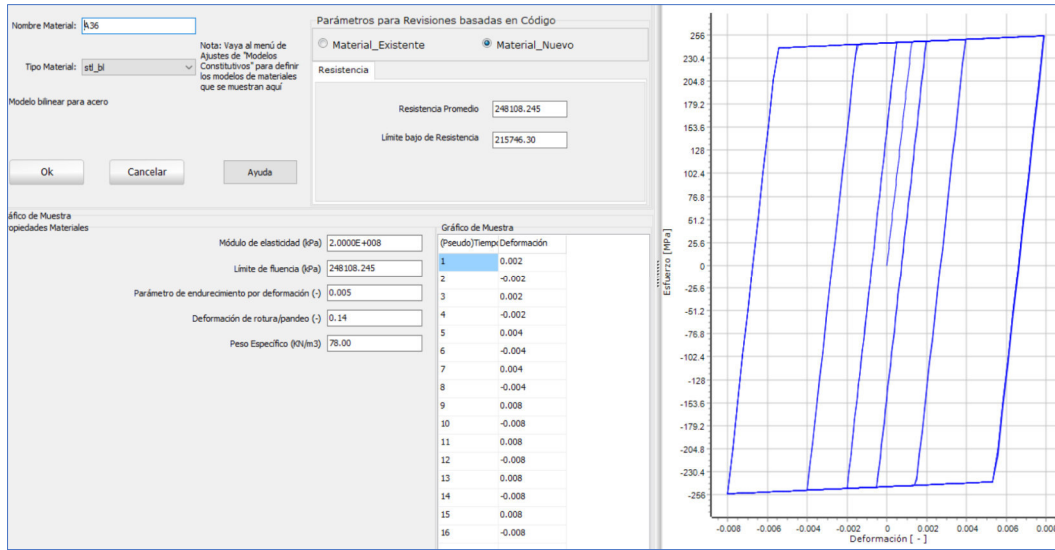 Nombre Material: A36
Tipo Material: stl_bl
Nota: Vaya al menú de
Ajustes de "Modelos
Constitutivos" para definir
los modelos de materiales
que se muestran aquí
Modelo bilinear para acero
Ok
Cancelar
Ayuda
Parámetros para Revisiones basadas en Código
Material_Existente
Material_Nuevo
Resistencia
Resistencia Promedio 248108.245
Límite bajo de Resistencia 215746.30
áfico de Muestra
opiedades Materiales
Módulo de elasticidad (kPa) 2.0000E+008
Límite de fluencia (kPa) 248108.245
Parámetro de endurecimiento por deformación (-) 0.005
Deformación de rotura/pandeo (-) 0.14
Peso Específico (KN/m3) 78.00
Gráfico de Muestra
(Pseudo)Tiempo Deformación
1 0.002
2 -0.002
3 0.002
4 -0.002
5 0.004
6 -0.004
7 0.004
8 -0.004
9 0.008
10 -0.008
11 0.008
12 -0.008
13 0.008
14 -0.008
15 0.008
16 -0.008
Esfuerzo [MPa]
266
230.4
204.8
179.2
153.6
128
102.4
76.8
51.2
25.6
0
-25.6
-51.2
-76.8
-102.4
-128
-153.6
-179.2
-204.8
-230.4
-256
-0.008 -0.006 -0.004 -0.002 0 0.002 0.004 0.006 0.008
Deformación [ - ]